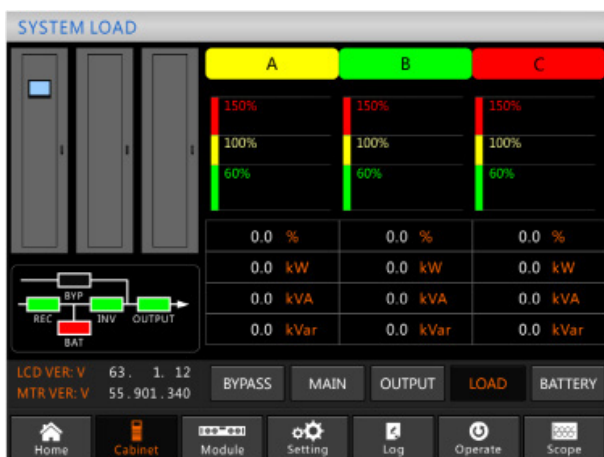 SYSTEM LOAD
A B C
150% 150% 150%
100% 100% 100%
60% 60% 60%
0.0 % 0.0 % 0.0 %
0.0 kW 0.0 kW 0.0 kW
0.0 kVA 0.0 kVA 0.0 kVA
0.0 kVar 0.0 kVar 0.0 kVar
BYP
REC INV OUTPUT
BAT
LCD VER: V 63. 1. 12
MTR VER: V 55.901.340
BYPASS MAIN OUTPUT LOAD BATTERY
Home Cabinet Module Setting Log Operate Scope